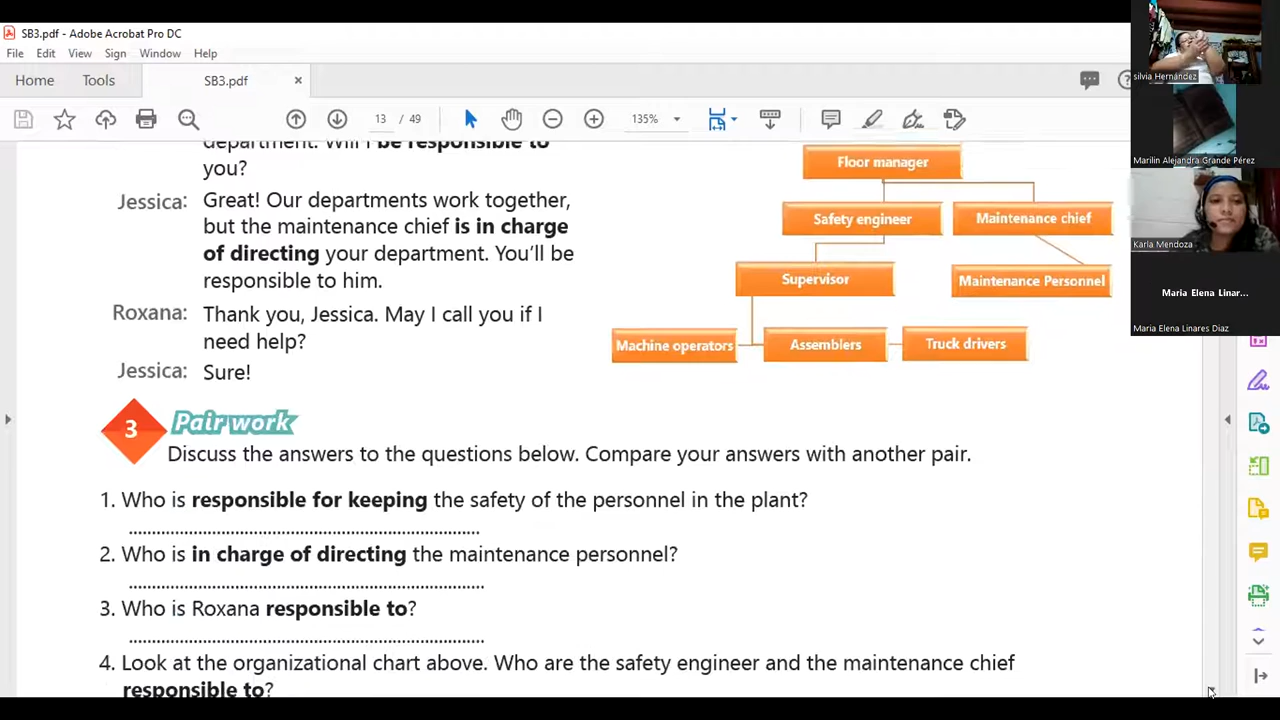 SB3.pdf - Adobe Acrobat Pro DC
File Edit View Sign Window Help
Home Tools SB3.pdf ×
13 / 49 135%
department. Will I be responsible to
you?
Jessica: Great! Our departments work together,
but the maintenance chief is in charge
of directing your department. You'll be
responsible to him.
Roxana: Thank you, Jessica. May I call you if I
need help?
Jessica: Sure!
Floor manager
Safety engineer Maintenance chief
Supervisor Maintenance Personnel
Machine operators Assemblers Truck drivers
3 Pair work
Discuss the answers to the questions below. Compare your answers with another pair.
1. Who is responsible for keeping the safety of the personnel in the plant?
2. Who is in charge of directing the maintenance personnel?
3. Who is Roxana responsible to?
4. Look at the organizational chart above. Who are the safety engineer and the maintenance chief
responsible to?
silvia Hernández
Marilin Alejandra Grande Pérez
Karla Mendoza
Maria Elena Linar...
Maria Elena Linares Diaz